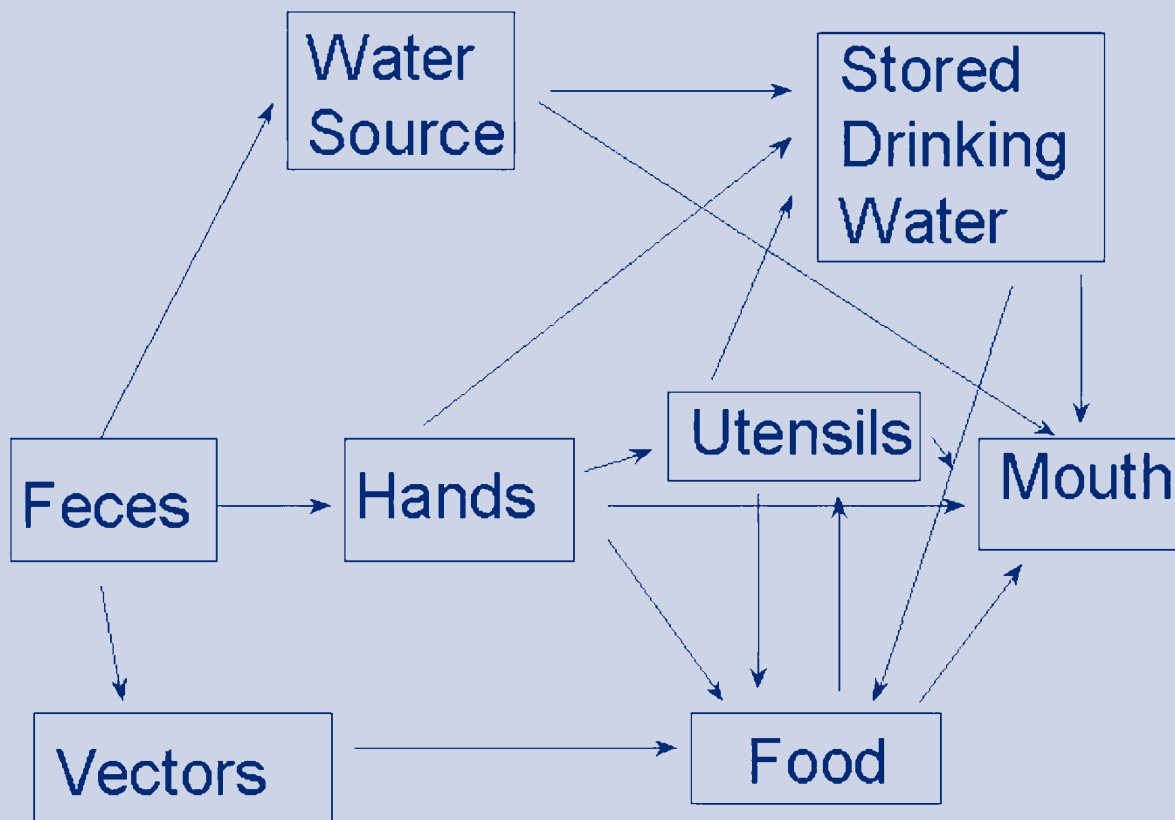 Water
Source
Stored
Drinking
Water
Utensils
Feces
Hands
Mouth
Vectors
Food